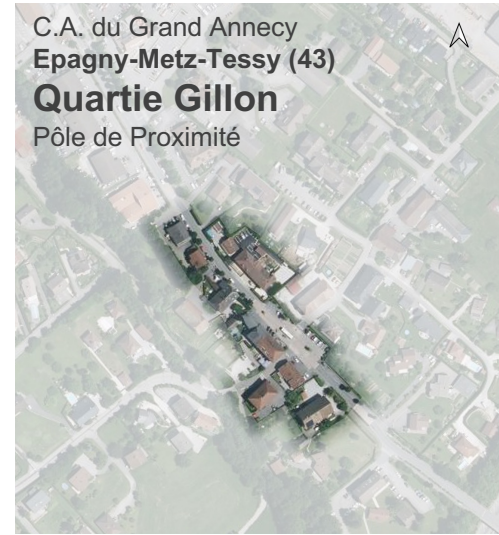 C.A. du Grand Annecy
Epagny-Metz-Tessy (43)
Quartie Gillon
Pôle de Proximité